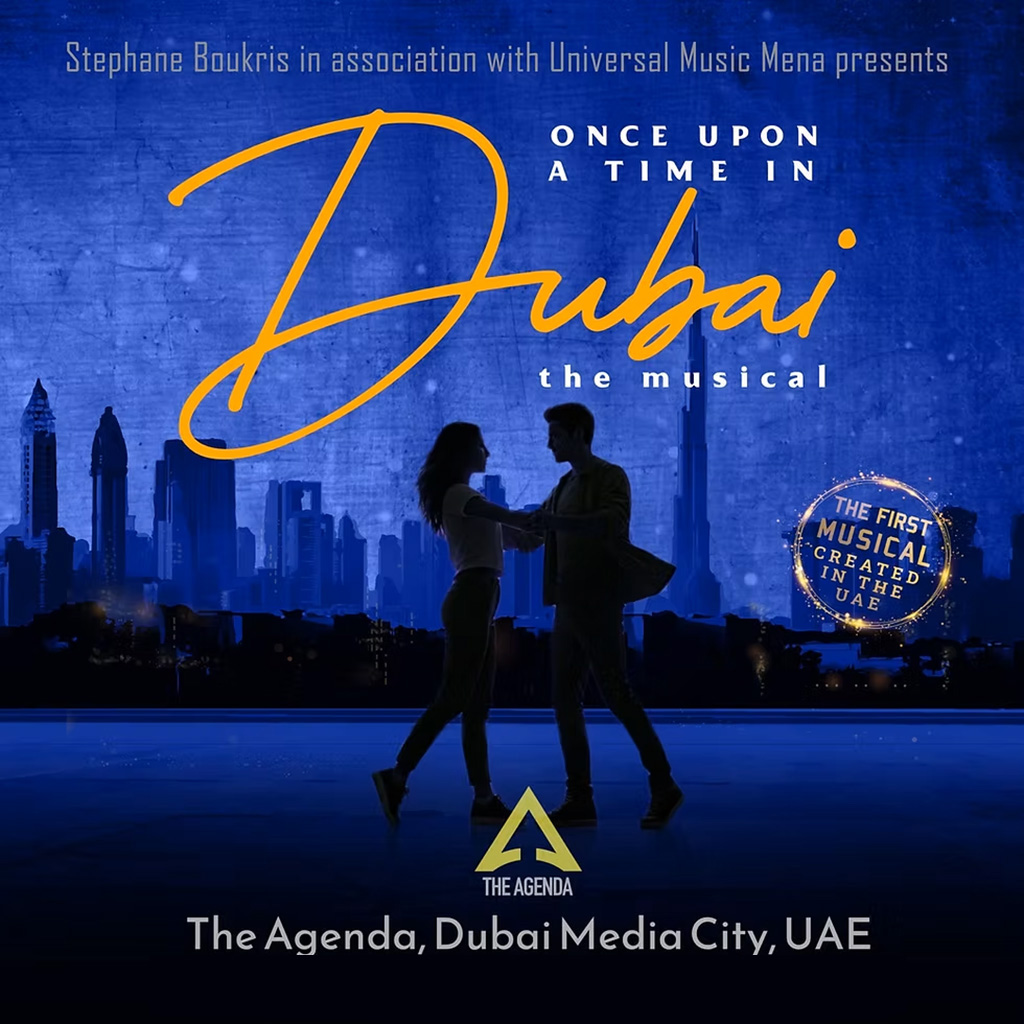 Stephane Boukris in association with Universal Music Mena presents
ONCE UPON
A TIME IN
Dubai
the musical
THE FIRST
MUSICAL
CREATED
IN THE
UAE
THE AGENDA
The Agenda, Dubai Media City, UAE